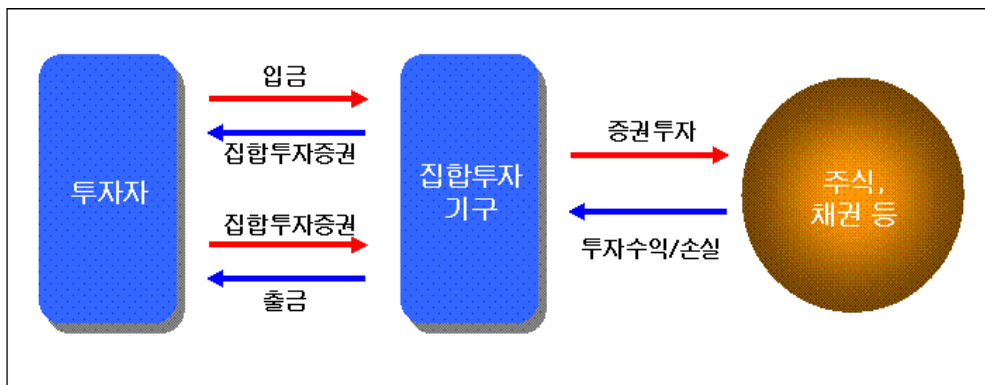 투자자
입금
집합투자증권
집합투자증권
출금
집합투자
기구
증권투자
투자수익/손실
주식,
채권 등